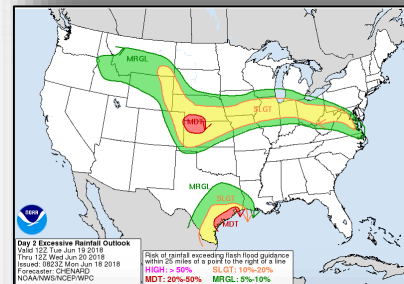 MRGL
SLGT
MDT
MRGL
SLGT
MDT
NOAA
Day 2 Excessive Rainfall Outlook
Valid 12Z Tue Jun 19 2018
Thru 12Z Wed Jun 20 2018
Issued: 0823Z Mon Jun 18 2018
Forecaster: CHENARD
NOAA/NWS/NCEP/WPC
Risk of rainfall exceeding flash flood guidance
within 25 miles of a point to the right of a line
HIGH: > 50% SLGT: 10%-20%
MDT: 20%-50% MRGL: 5%-10%